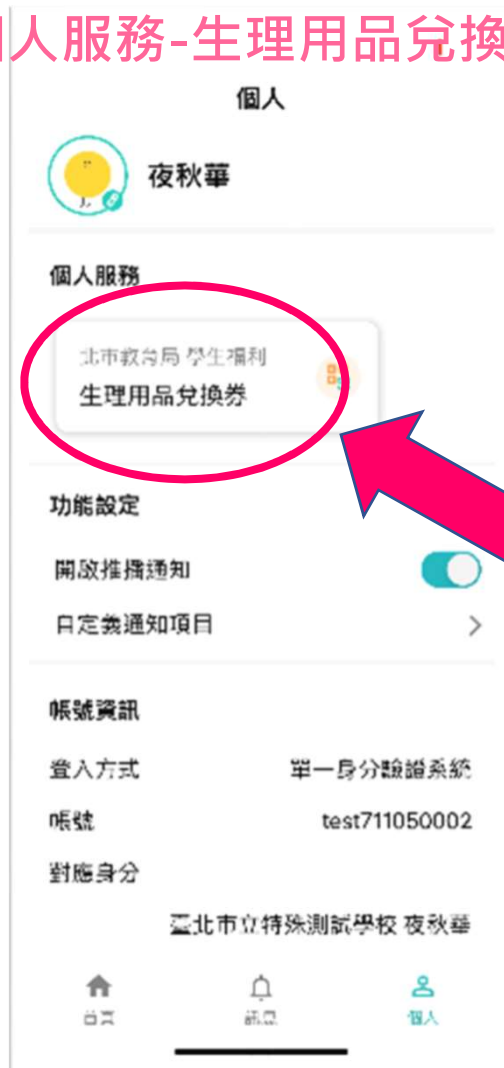 個人服務-生理用品兌換
個人
夜秋華
個人服務
北市教育局 學生福利
生理用品兌換券
功能設定
開啟推播通知
自定義通知項目
帳號資訊
登入方式 單一身分驗證系統
帳號 test711050002
對應身分
臺北市立特殊測試學校 夜秋華
首頁 訊息 個人